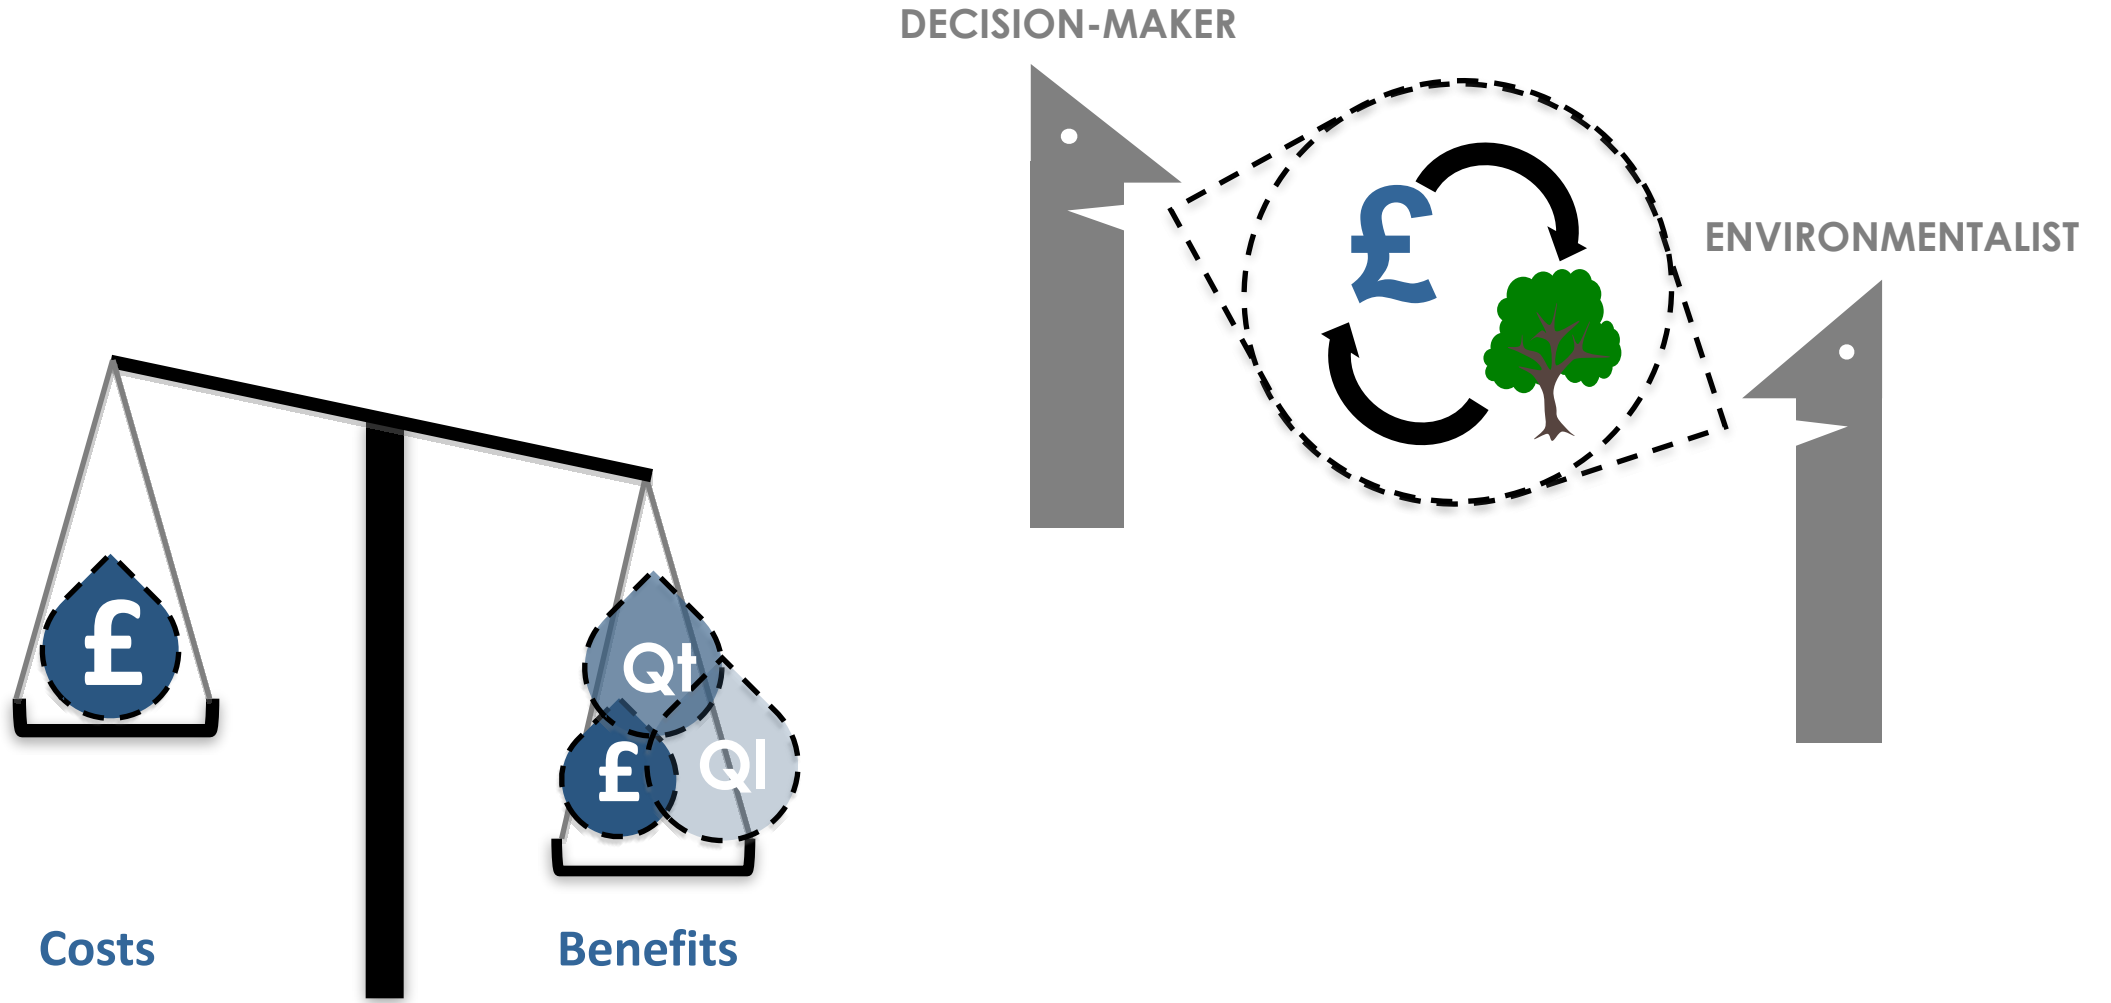 DECISION-MAKER
£
ENVIRONMENTALIST
£
Qt
£
Ql
Costs
Benefits